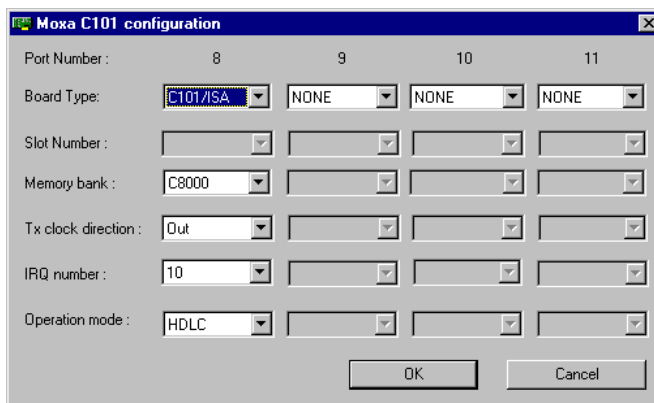 Moxa C101 configuration
Port Number : 8 9 10 11
Board Type: C101/ISA NONE NONE NONE
Slot Number :
Memory bank : C8000
Tx clock direction : Out
IRQ number : 10
Operation mode : HDLC
OK Cancel